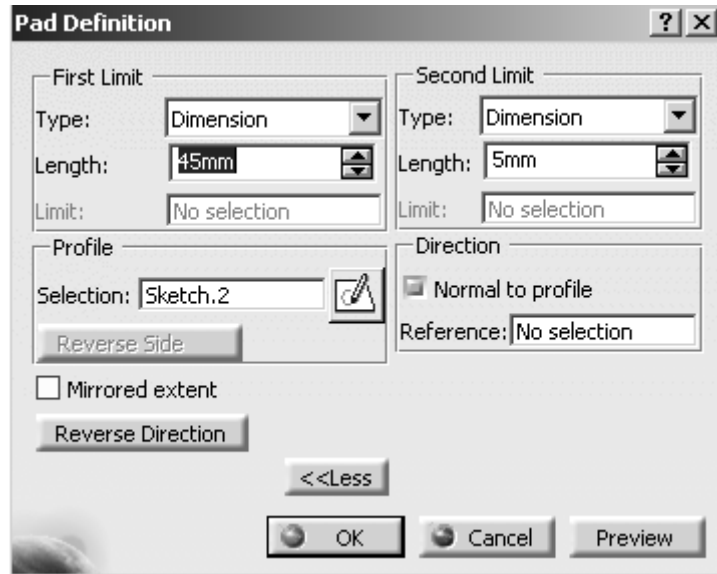 Pad Definition ? ×
First Limit
Type: Dimension
Length: 45mm
Limit: No selection
Second Limit
Type: Dimension
Length: 5mm
Limit: No selection
Profile
Selection: Sketch.2
Reverse Side
Direction
Normal to profile
Reference: No selection
Mirrored extent
Reverse Direction
<<Less
OK Cancel Preview